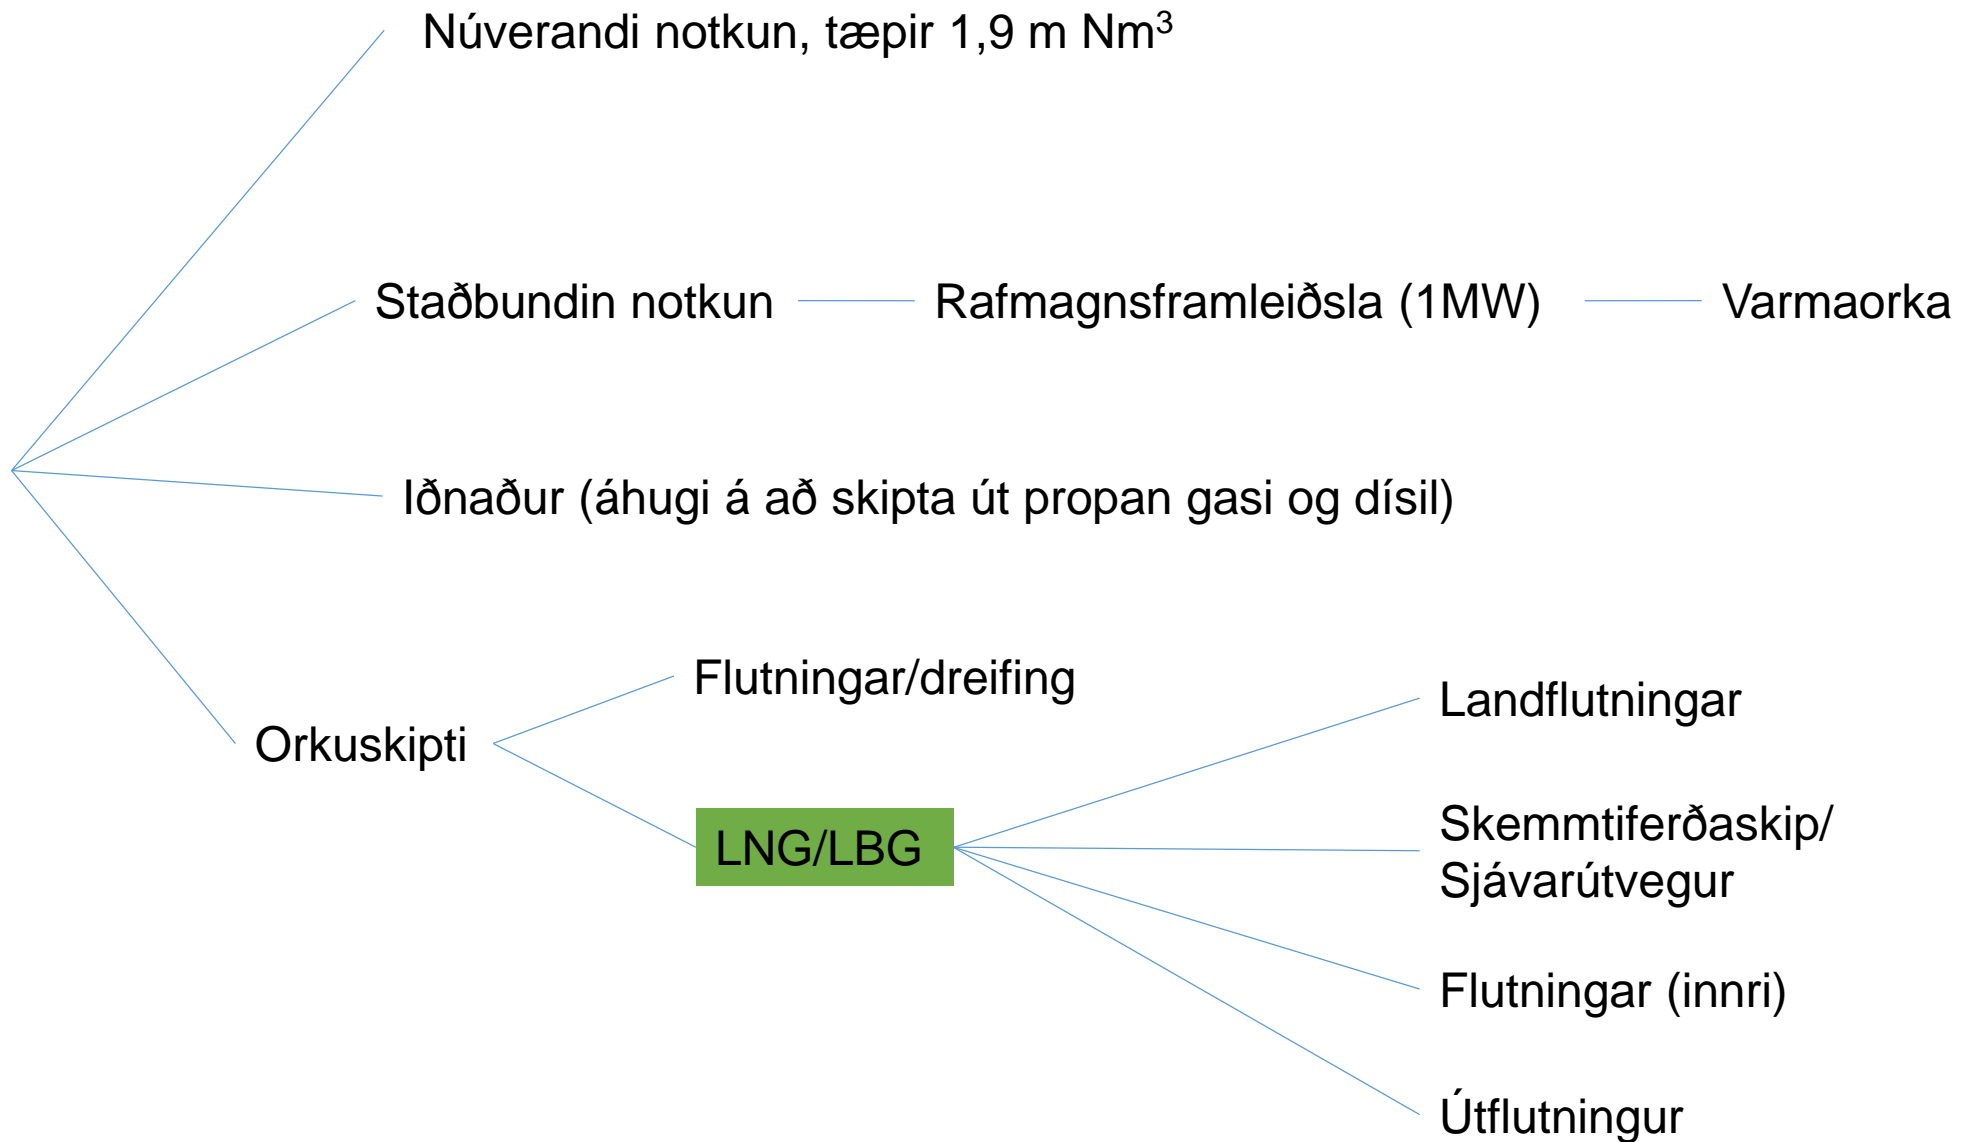 Núverandi notkun, tæpir 1,9 m Nm³
Staðbundin notkun
Rafmagnsframleiðsla (1MW)
Varmaorka
Iðnaður (áhugi á að skipta út propan gasi og dísil)
Orkuskipti
Flutningar/dreifing
LNG/LBG
Landflutningar
Skemmtiferðaskip/
Sjávarútvegur
Flutningar (innri)
Útflutningur